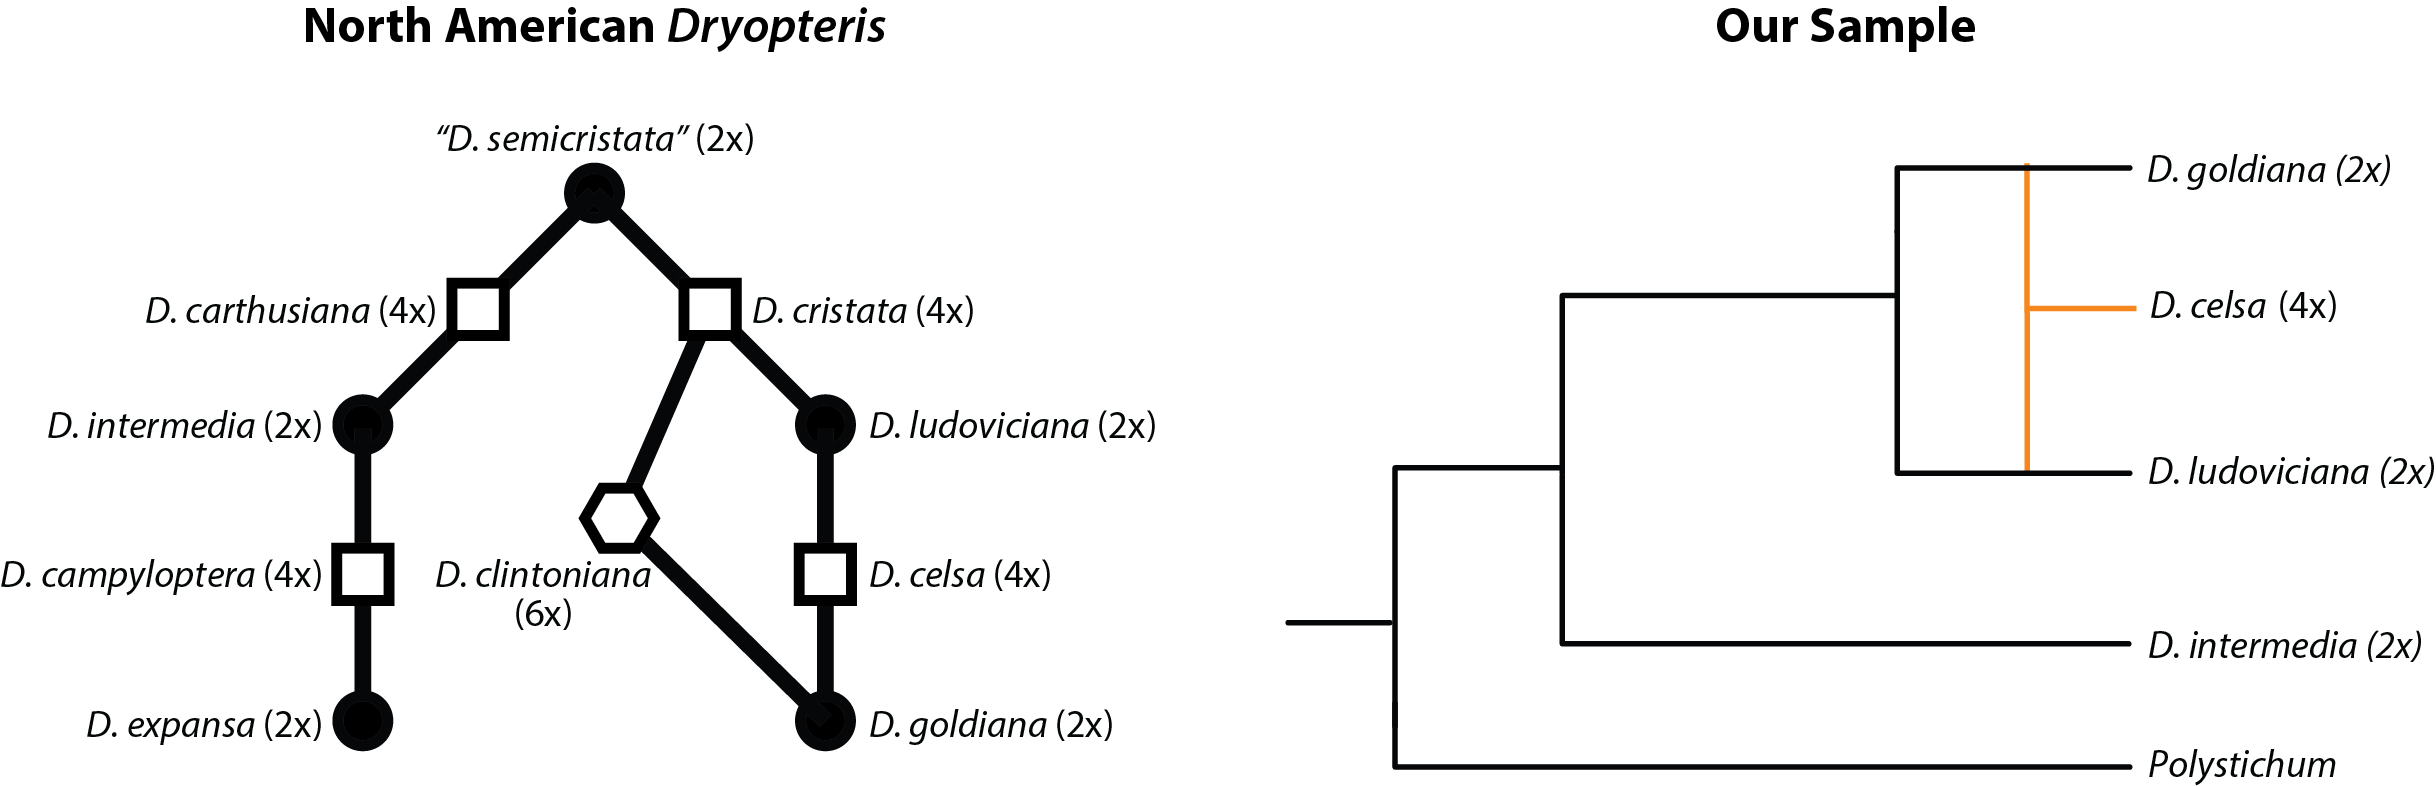 North American Dryopteris
“D. semicristata” (2x)
D. carthusiana (4x)
D. cristata (4x)
D. intermedia (2x)
D. ludoviciana (2x)
D. campyloptera (4x)
D. clintoniana
(6x)
D. celsa (4x)
D. expansa (2x)
D. goldiana (2x)
Our Sample
D. goldiana (2x)
D. celsa (4x)
D. ludoviciana (2x)
D. intermedia (2x)
Polystichum